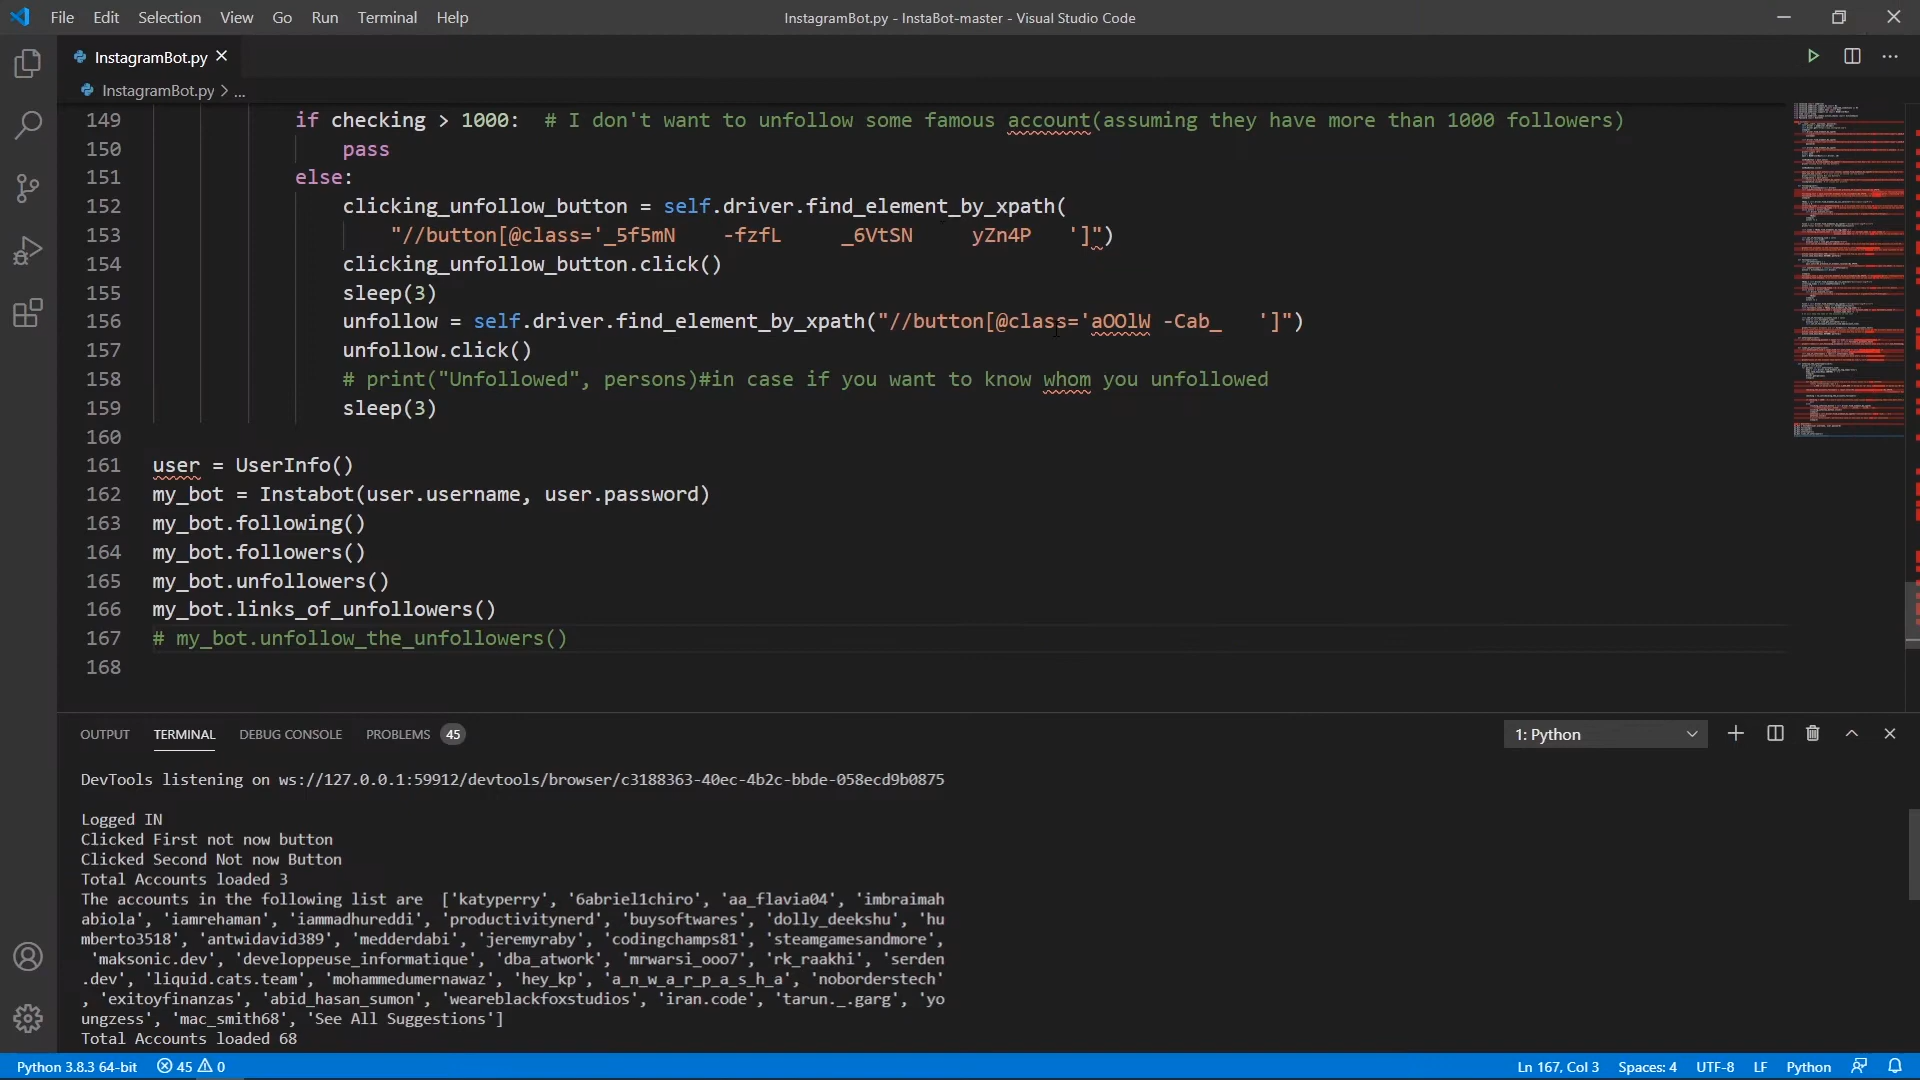 File Edit Selection View Go Run Terminal Help
InstagramBot.py - InstaBot-master - Visual Studio Code
InstagramBot.py
InstagramBot.py > ...
149 if checking > 1000:  # I don't want to unfollow some famous account(assuming they have more than 1000 followers)
150 pass
151 else:
152 clicking_unfollow_button = self.driver.find_element_by_xpath(
153 "//button[@class='_5f5mN    -fzfL     _6VtSN     yZn4P   ']")
154 clicking_unfollow_button.click()
155 sleep(3)
156 unfollow = self.driver.find_element_by_xpath("//button[@class='aOOlW -Cab_   ']")
157 unfollow.click()
158 # print("Unfollowed", persons)#in case if you want to know whom you unfollowed
159 sleep(3)
160
161 user = UserInfo()
162 my_bot = Instabot(user.username, user.password)
163 my_bot.following()
164 my_bot.followers()
165 my_bot.unfollowers()
166 my_bot.links_of_unfollowers()
167 # my_bot.unfollow_the_unfollowers()
168
OUTPUT TERMINAL DEBUG CONSOLE PROBLEMS 45
1: Python
DevTools listening on ws://127.0.0.1:59912/devtools/browser/c3188363-40ec-4b2c-bbde-058ecd9b0875
Logged IN
Clicked First not now button
Clicked Second Not now Button
Total Accounts loaded 3
The accounts in the following list are  ['katyperry', '6abriel1chiro', 'aa_flavia04', 'imbraimah
abiola', 'iamrehaman', 'iammadhureddi', 'productivitynerd', 'buysoftwares', 'dolly_deekshu', 'hu
mberto3518', 'antwidavid389', 'medderdabi', 'jeremyraby', 'codingchamps81', 'steamgamesandmore',
'maksonic.dev', 'developpeuse_informatique', 'dba_atwork', 'mrwarsi_ooo7', 'rk_raakhi', 'serden
.dev', 'liquid.cats.team', 'mohammedumernawaz', 'hey_kp', 'a_n_w_a_r_p_a_s_h_a', 'noborderstech'
, 'exitoyfinanzas', 'abid_hasan_sumon', 'weareblackfoxstudios', 'iran.code', 'tarun._.garg', 'yo
ungzess', 'mac_smith68', 'See All Suggestions']
Total Accounts loaded 68
Python 3.8.3 64-bit 45 0 Ln 167, Col 3 Spaces: 4 UTF-8 LF Python